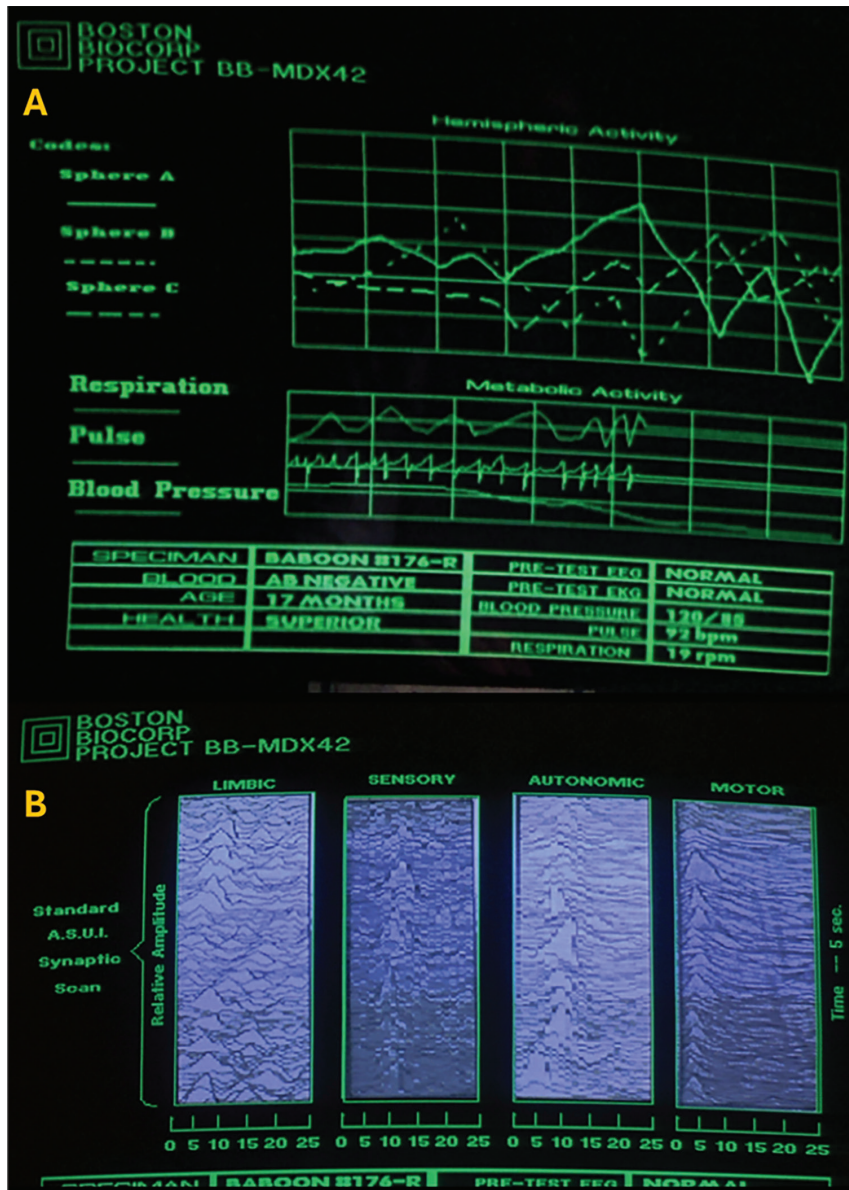 BOSTON
BIOCORP
PROJECT BB-MDX42
A
Hemispheric Activity
Codes:
Sphere A
Sphere B
Sphere C
Metabolic Activity
Respiration
Pulse
Blood Pressure
SPECIMAN BABOON 8176-R PRE-TEST EEG NORMAL
BLOOD AB NEGATIVE PRE-TEST EKG NORMAL
AGE 17 MONTHS BLOOD PRESSURE 120/85
HEALTH SUPERIOR PULSE 92 bpm
RESPIRATION 19 rpm
BOSTON
BIOCORP
PROJECT BB-MDX42
B
LIMBIC SENSORY AUTONOMIC MOTOR
Standard
A.S.U.I.
Synaptic
Scan
Relative Amplitude
Time -- 5 sec.
0 5 10 15 20 25 0 5 10 15 20 25 0 5 10 15 20 25 0 5 10 15 20 25
SPECIMAN BABOON 8176-R PRE-TEST EEG NORMAL